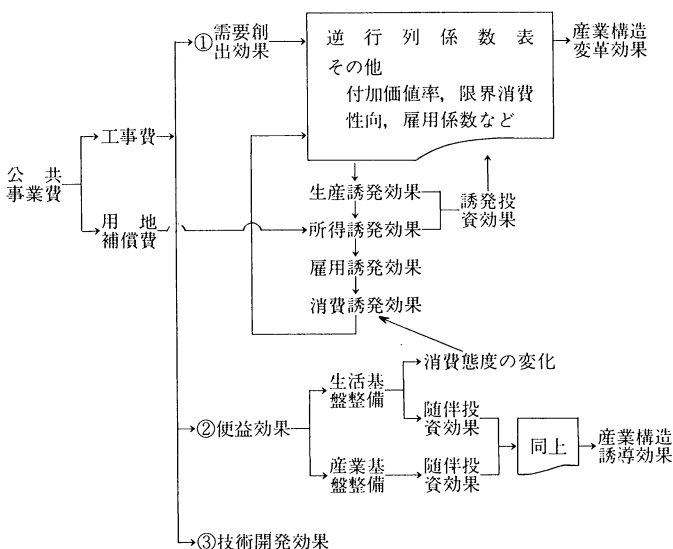 ①需要創
出効果
逆行列係数表
その他
付加価値率，限界消費
性向，雇用係数など
産業構造
変革効果
公共
事業費
工事費
用地
補償費
生産誘発効果
所得誘発効果
雇用誘発効果
消費誘発効果
誘発投
資効果
②便益効果
生活基
盤整備
消費態度の変化
随伴投
資効果
産業基
盤整備
随伴投
資効果
同上
産業構造
誘導効果
③技術開発効果